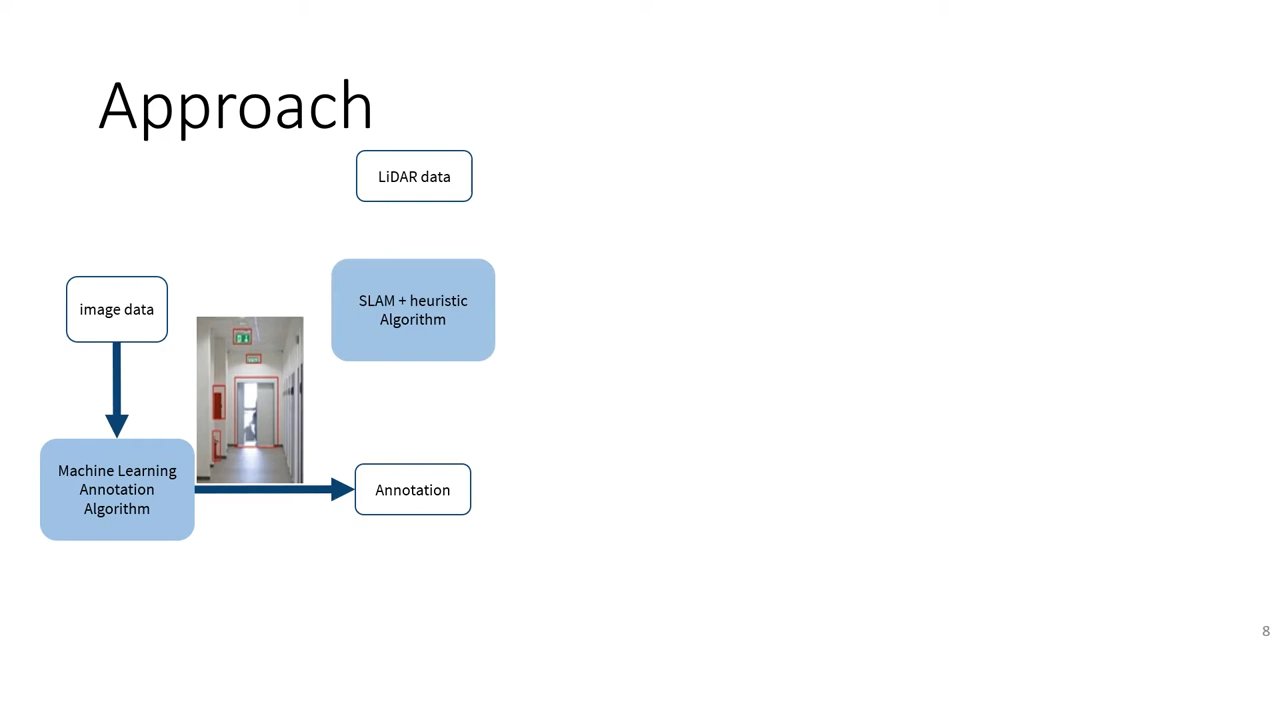 Approach
LiDAR data
SLAM + heuristic
Algorithm
image data
Machine Learning
Annotation
Algorithm
Annotation
8